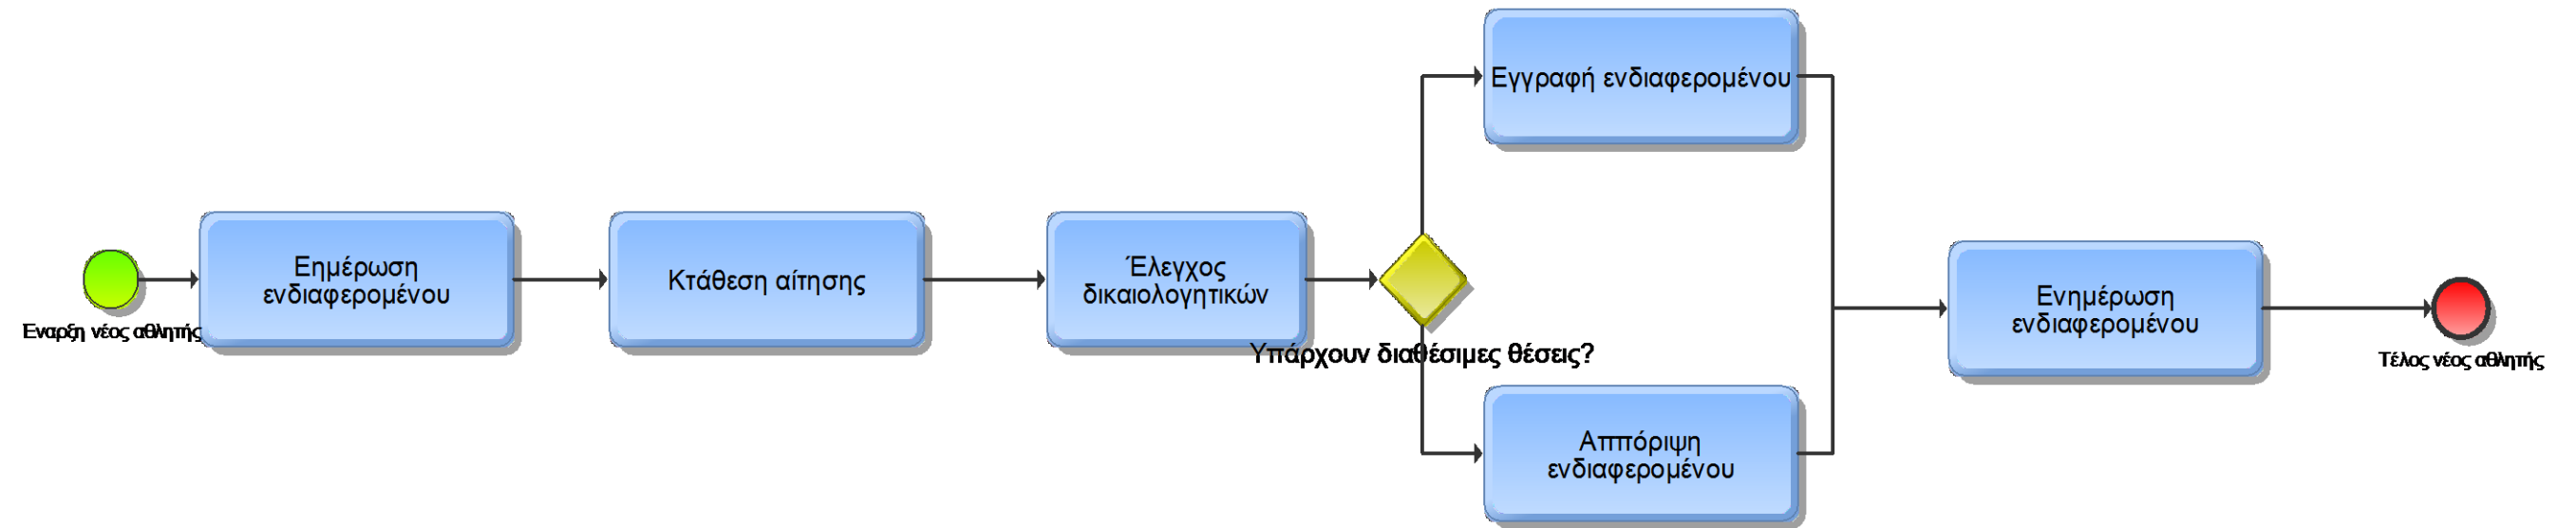 Έναρξη νέος αθλητής
Εημέρωση
ενδιαφερομένου
Κτάθεση αίτησης
Έλεγχος
δικαιολογητικών
Υπάρχουν διαθέσιμες θέσεις?
Εγγραφή ενδιαφερομένου
Αππόριψη
ενδιαφερομένου
Ενημέρωση
ενδιαφερομένου
Τέλος νέος αθλητής